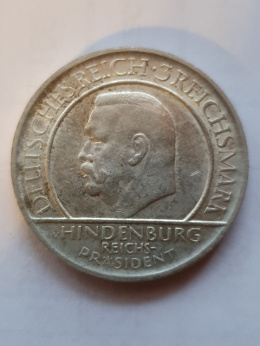 DEUTSCHES REICH · 3 REICHSMARK
HINDENBURG
REICHS-
PRÄSIDENT